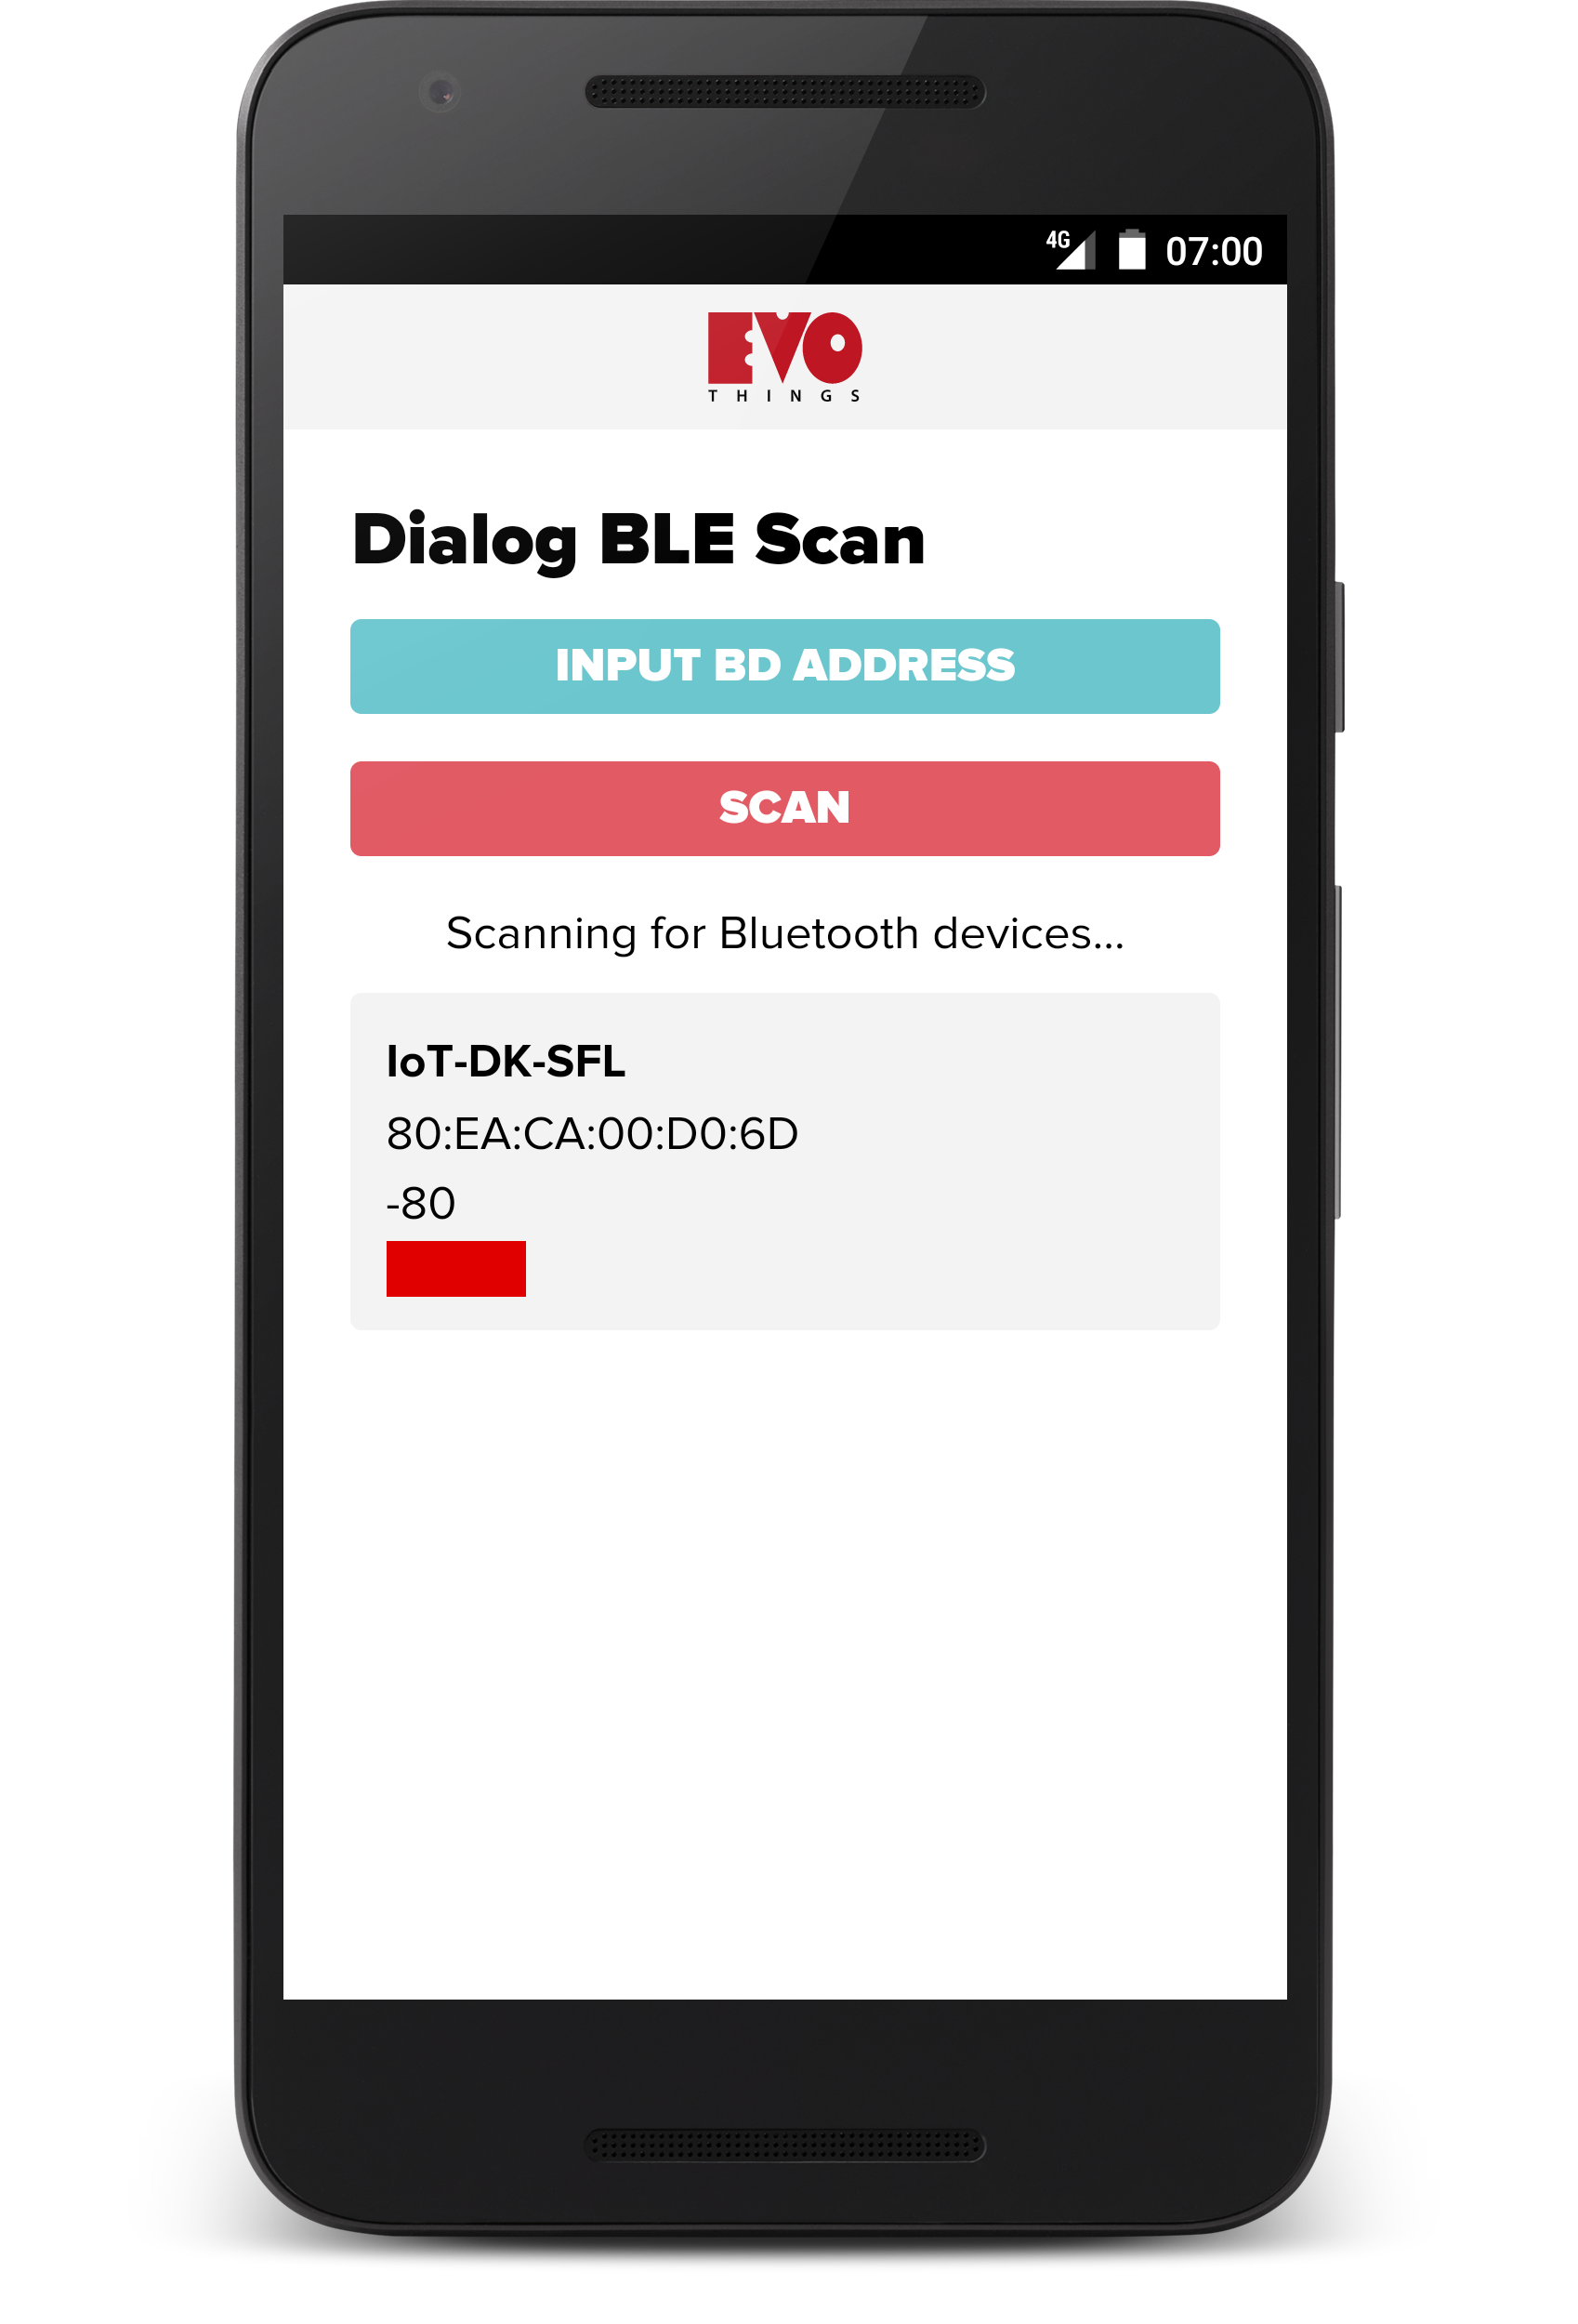 4G 07:00
EVO
THINGS
Dialog BLE Scan
INPUT BD ADDRESS
SCAN
Scanning for Bluetooth devices...
IoT-DK-SFL
80:EA:CA:00:D0:6D
-80